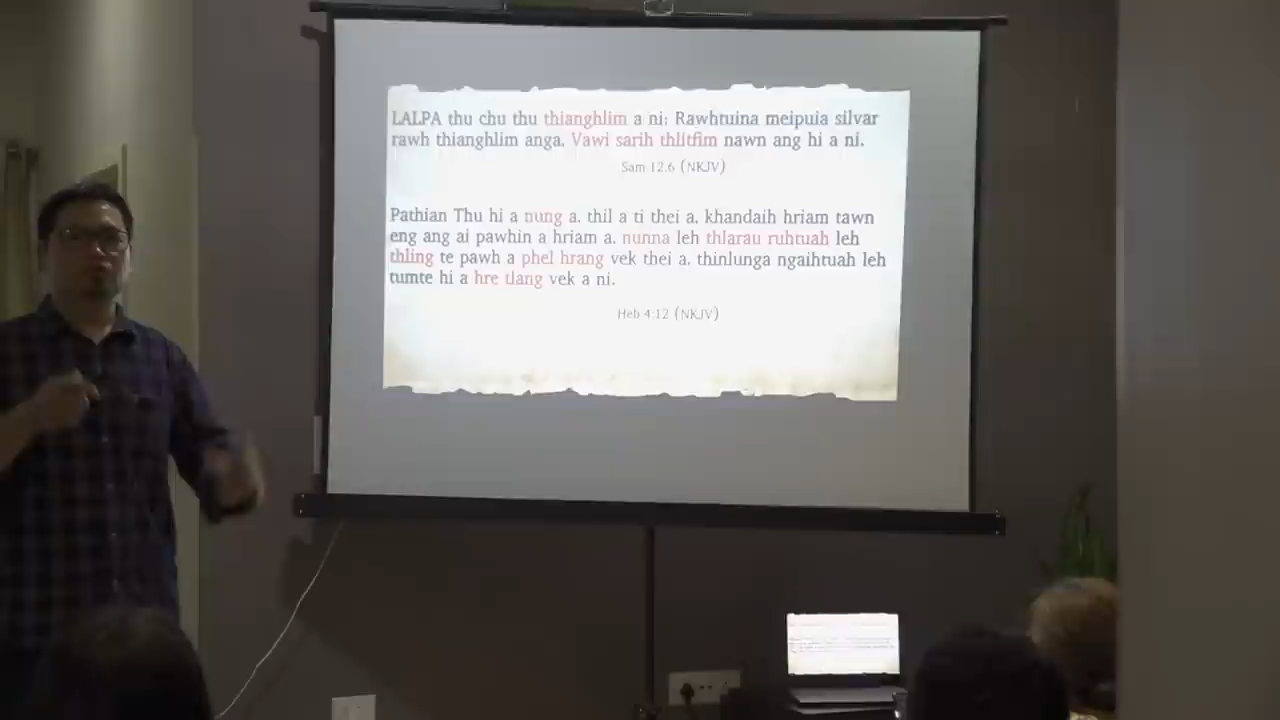 LALPA thu chu thu thianghlim a ni; Rawhtuina meipuia silvar
rawh thianghlim anga, Vawi sarih thlitfim nawn ang hi a ni.
Sam 12.6 (NKJV)
Pathian Thu hi a nung a, thil a ti thei a, khandaih hriam tawn
eng ang ai pawhin a hriam a, nunna leh thlarau ruhtuah leh
thling te pawh a phel hrang vek thei a, thinlunga ngaihtuah leh
tumte hi a hre tlang vek a ni.
Heb 4:12 (NKJV)